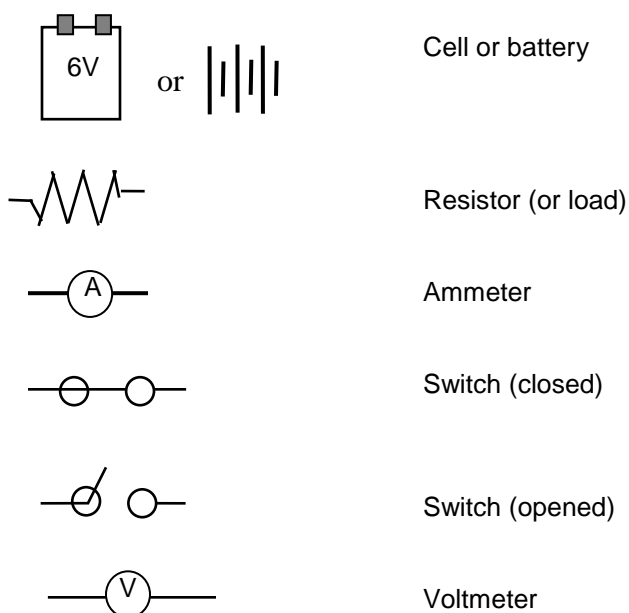 6V or Cell or battery
Resistor (or load)
A Ammeter
Switch (closed)
Switch (opened)
V Voltmeter